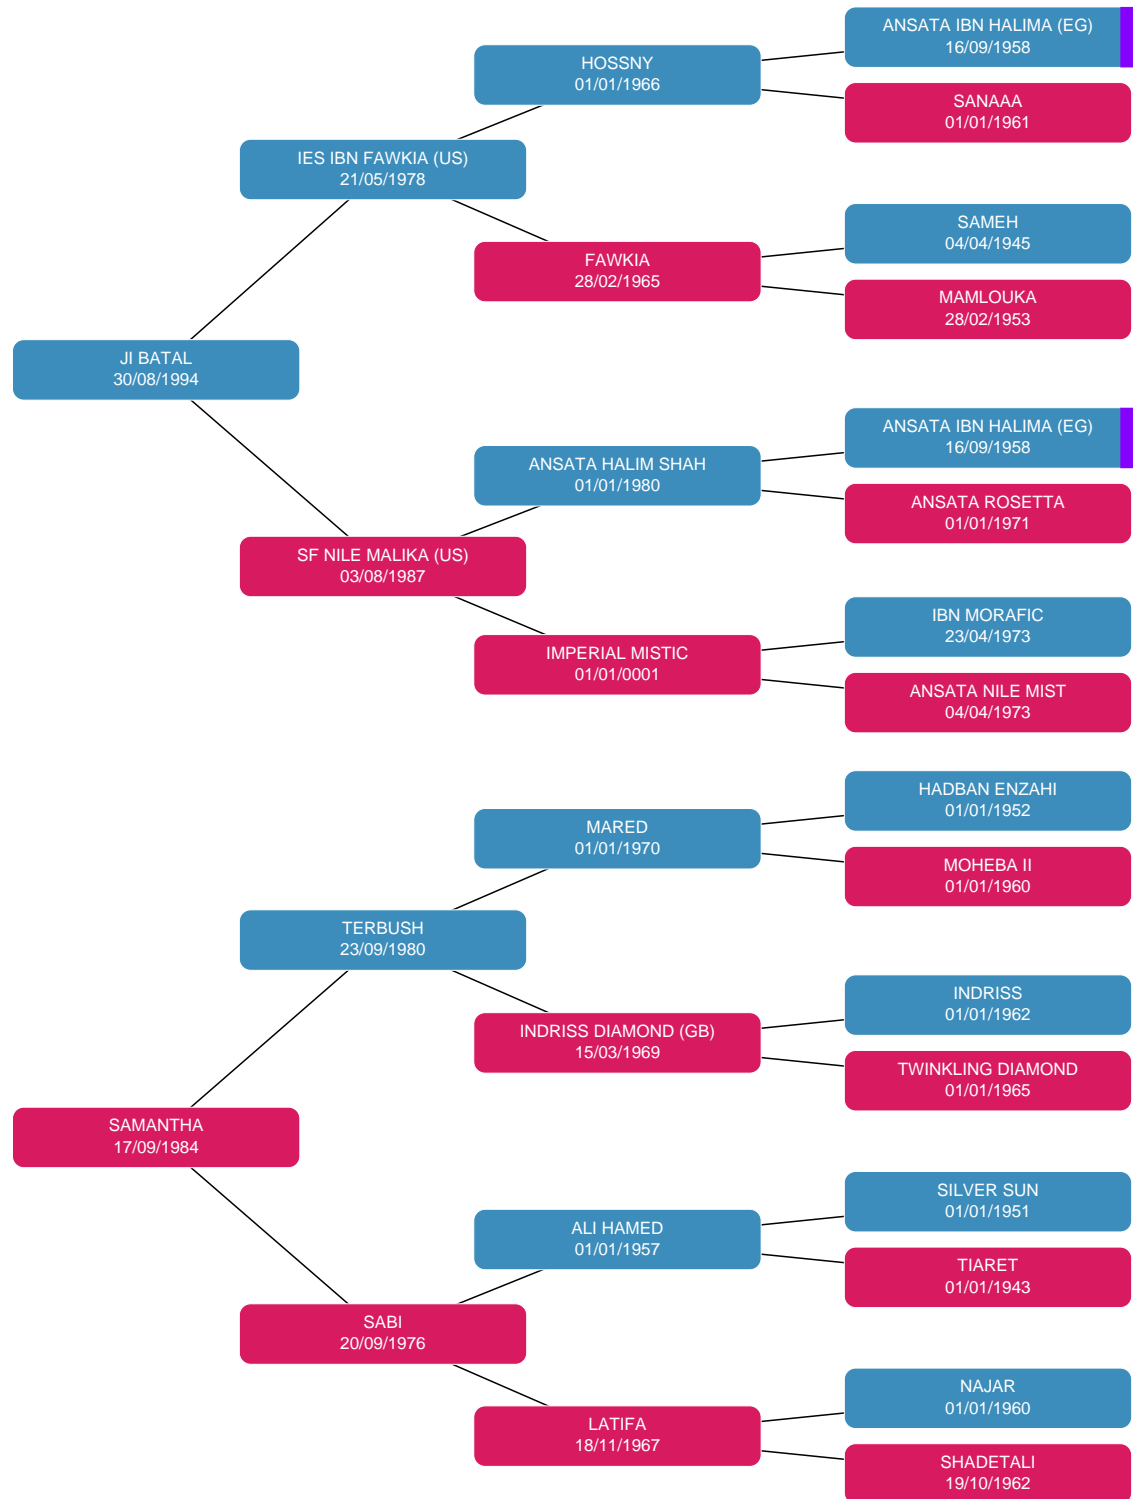 ANSATA IBN HALIMA (EG)
16/09/1958
HOSSNY
01/01/1966
SANAAA
01/01/1961
IES IBN FAWKIA (US)
21/05/1978
SAMEH
04/04/1945
FAWKIA
28/02/1965
MAMLOUKA
28/02/1953
JI BATAL
30/08/1994
ANSATA IBN HALIMA (EG)
16/09/1958
ANSATA HALIM SHAH
01/01/1980
ANSATA ROSETTA
01/01/1971
SF NILE MALIKA (US)
03/08/1987
IBN MORAFIC
23/04/1973
IMPERIAL MISTIC
01/01/0001
ANSATA NILE MIST
04/04/1973
HADBAN ENZAHI
01/01/1952
MARED
01/01/1970
MOHEBA II
01/01/1960
TERBUSH
23/09/1980
INDRISS
01/01/1962
INDRISS DIAMOND (GB)
15/03/1969
TWINKLING DIAMOND
01/01/1965
SAMANTHA
17/09/1984
SILVER SUN
01/01/1951
ALI HAMED
01/01/1957
TIARET
01/01/1943
SABI
20/09/1976
NAJAR
01/01/1960
LATIFA
18/11/1967
SHADETALI
19/10/1962